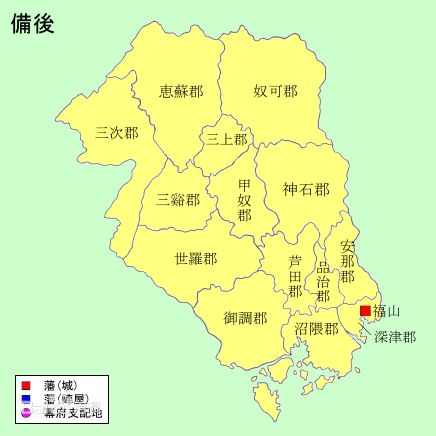 備後
恵蘇郡
奴可郡
三次郡
三上郡
三谿郡
甲奴郡
神石郡
世羅郡
芦田郡
品治郡
安那郡
御調郡
沼隈郡
福山
深津郡
藩(城)
藩(陣屋)
幕府支配地